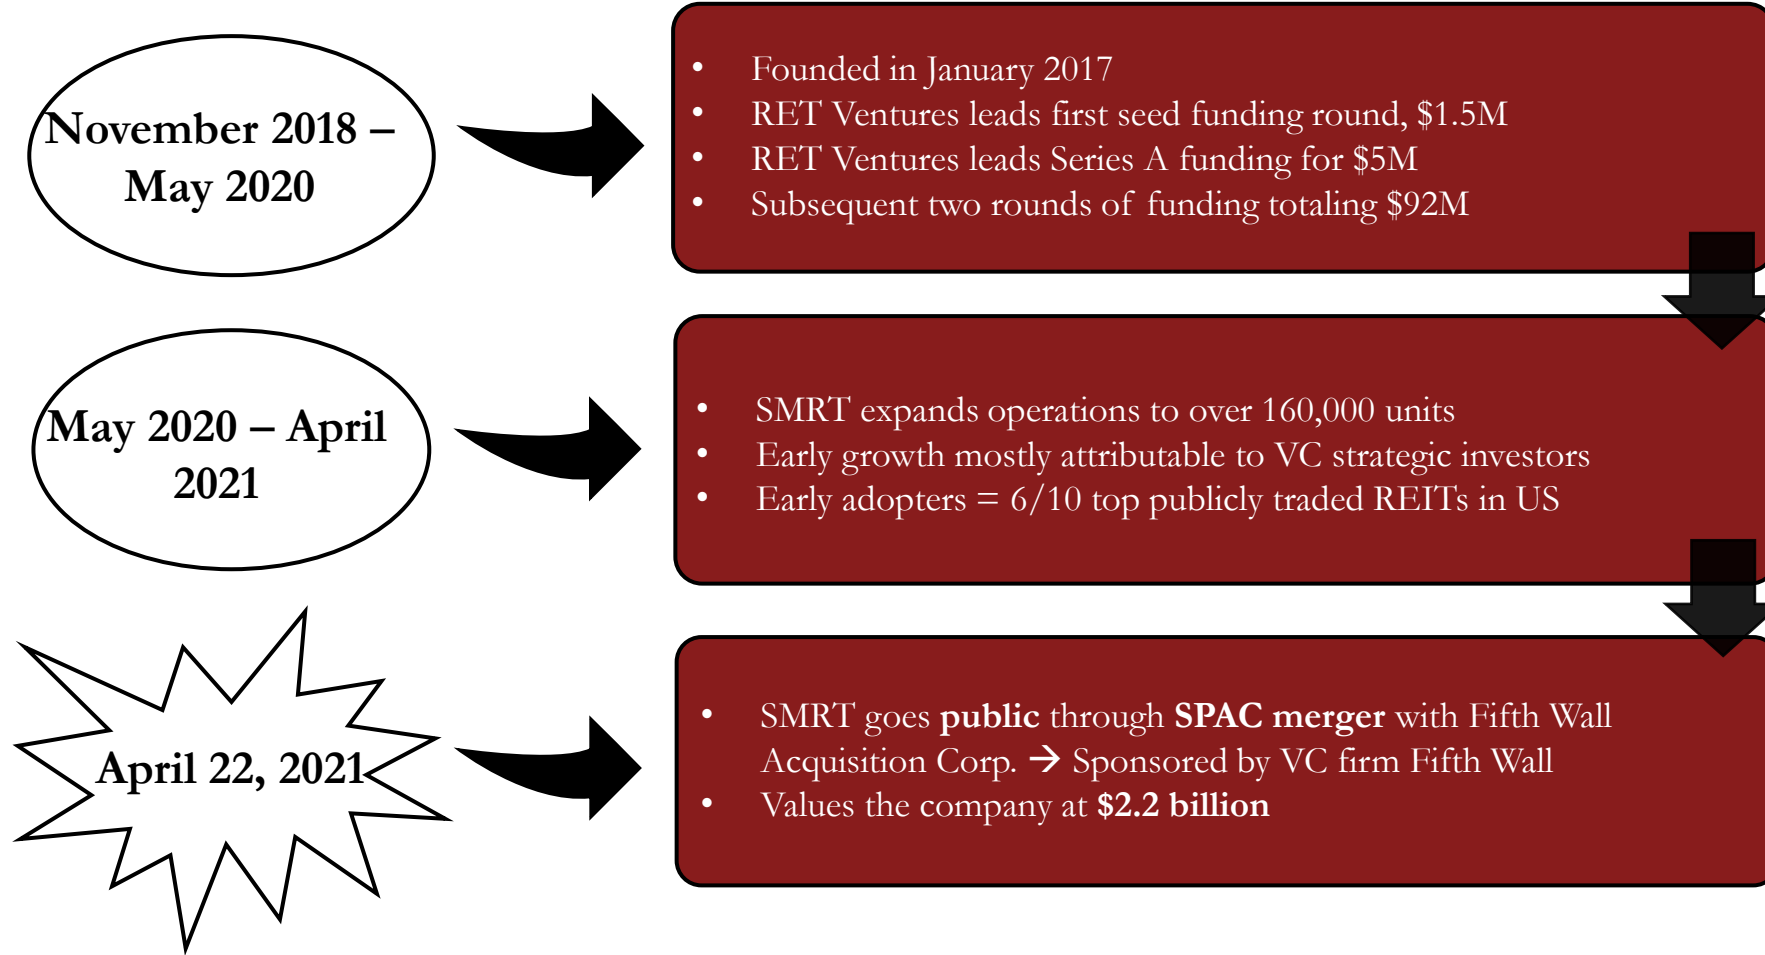 November 2018 –
May 2020
• Founded in January 2017
• RET Ventures leads first seed funding round, $1.5M
• RET Ventures leads Series A funding for $5M
• Subsequent two rounds of funding totaling $92M
May 2020 – April
2021
• SMRT expands operations to over 160,000 units
• Early growth mostly attributable to VC strategic investors
• Early adopters = 6/10 top publicly traded REITs in US
April 22, 2021
• SMRT goes public through SPAC merger with Fifth Wall
Acquisition Corp. → Sponsored by VC firm Fifth Wall
• Values the company at $2.2 billion